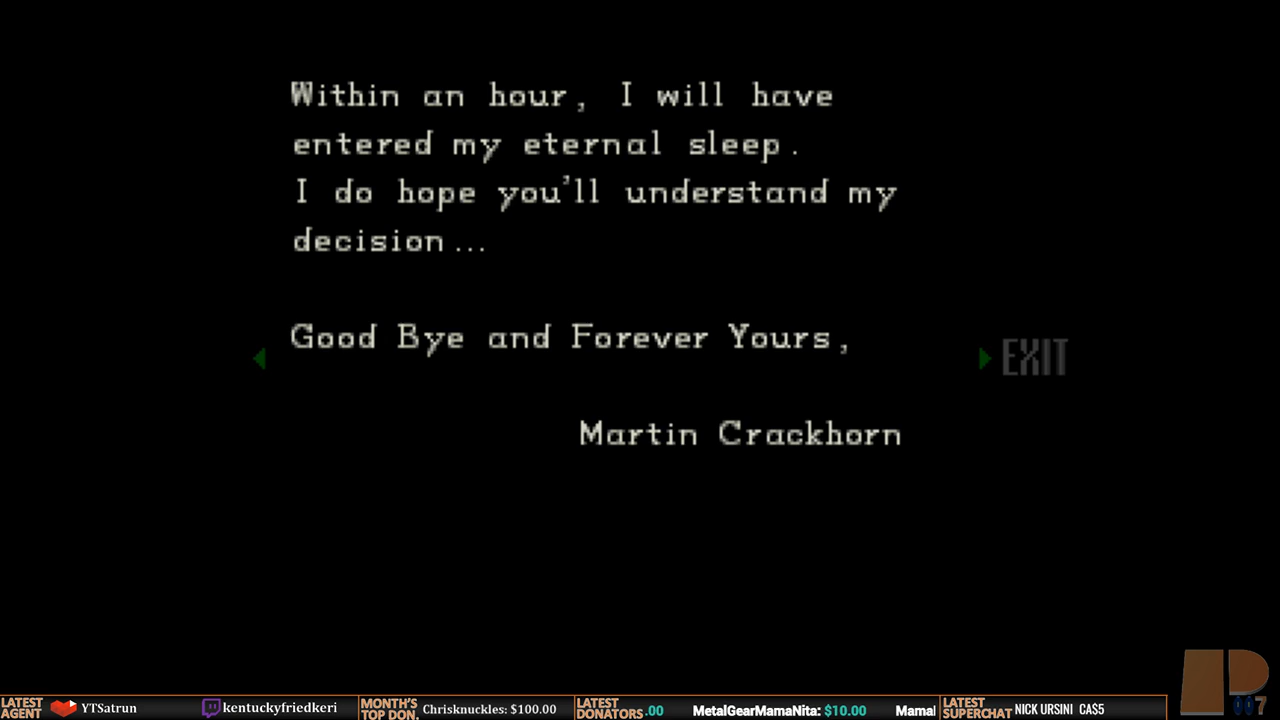 Within an hour, I will have
entered my eternal sleep.
I do hope you'll understand my
decision...
Good Bye and Forever Yours,
EXIT
Martin Crackhorn
LATEST AGENT YTSatrun kentuckyfriedkeri
MONTH'S TOP DON. Chrisknuckles: $100.00
LATEST DONATORS .00 MetalGearMamaNita: $10.00 Mamal
LATEST SUPERCHAT NICK URSINI CA$5
P
007